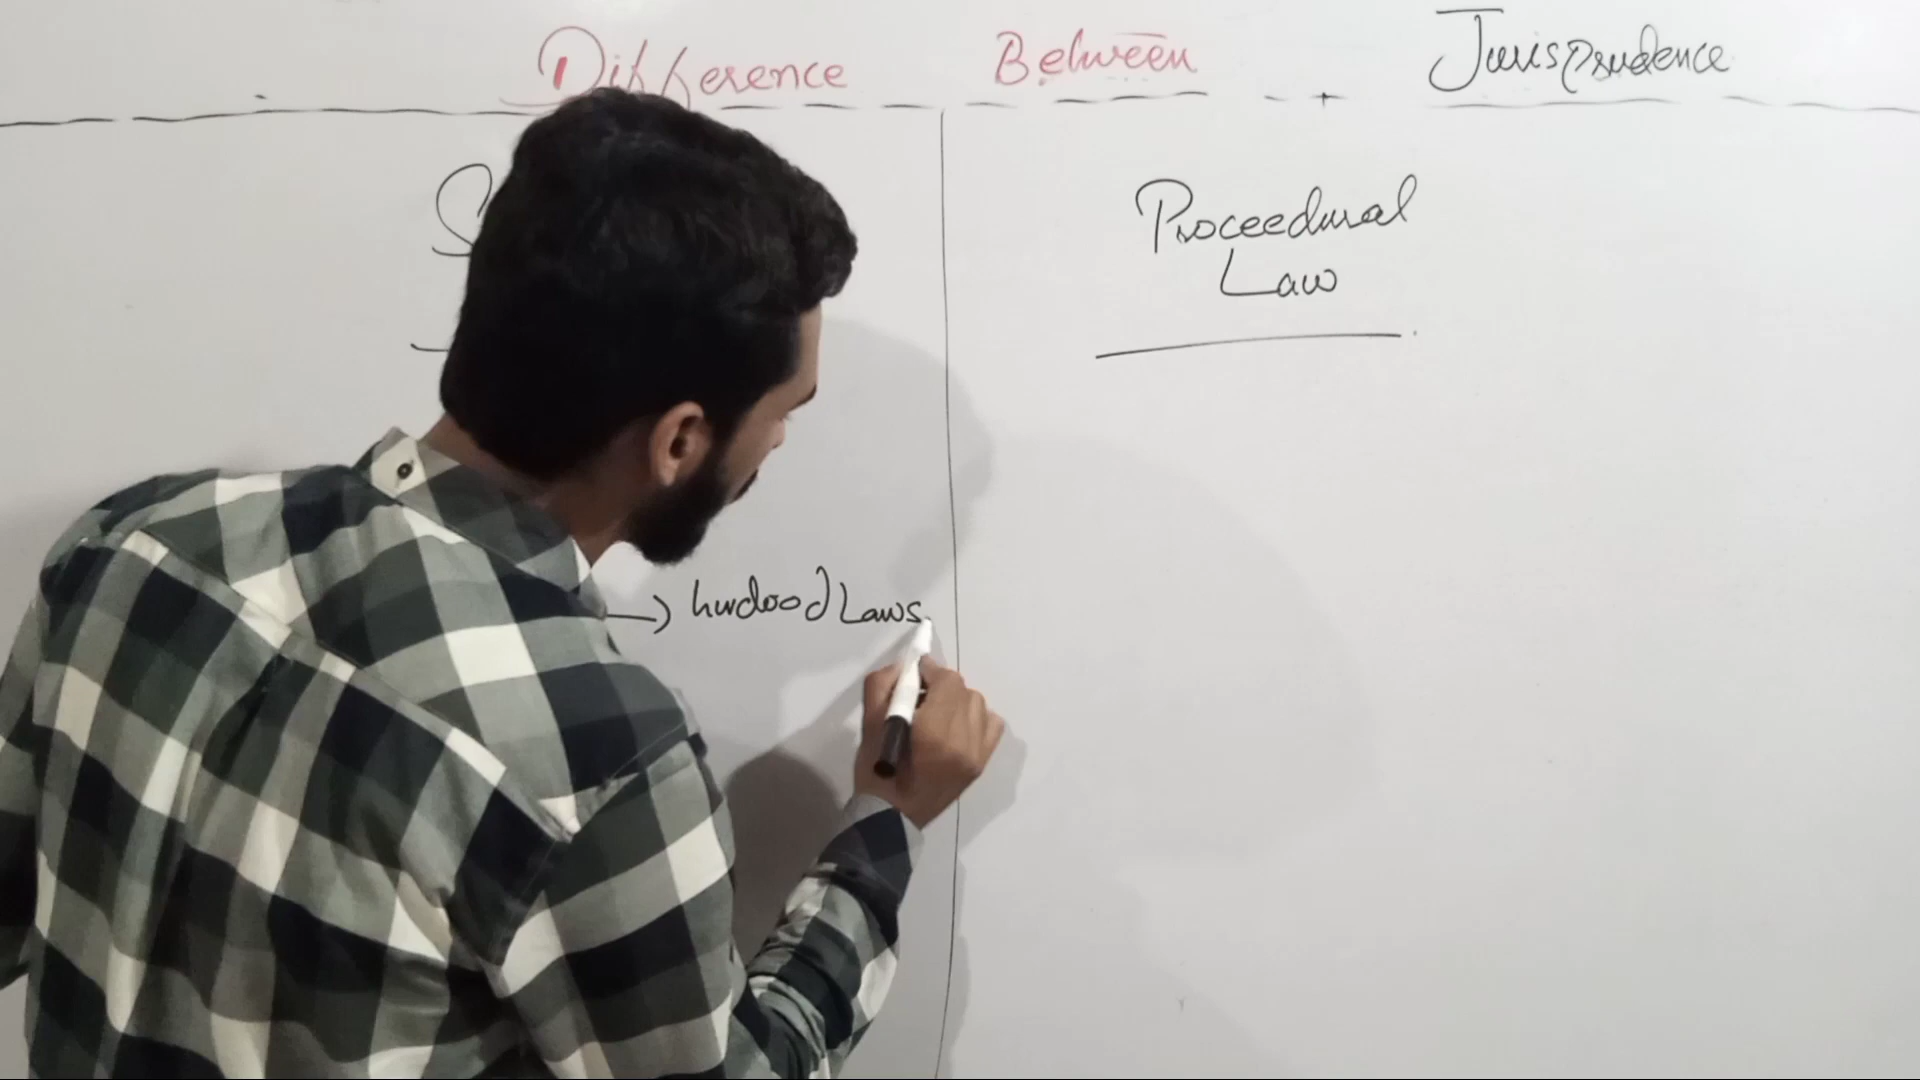 Difference Between Jurisprudence
S
Proceedural
Law
→ hudood Laws